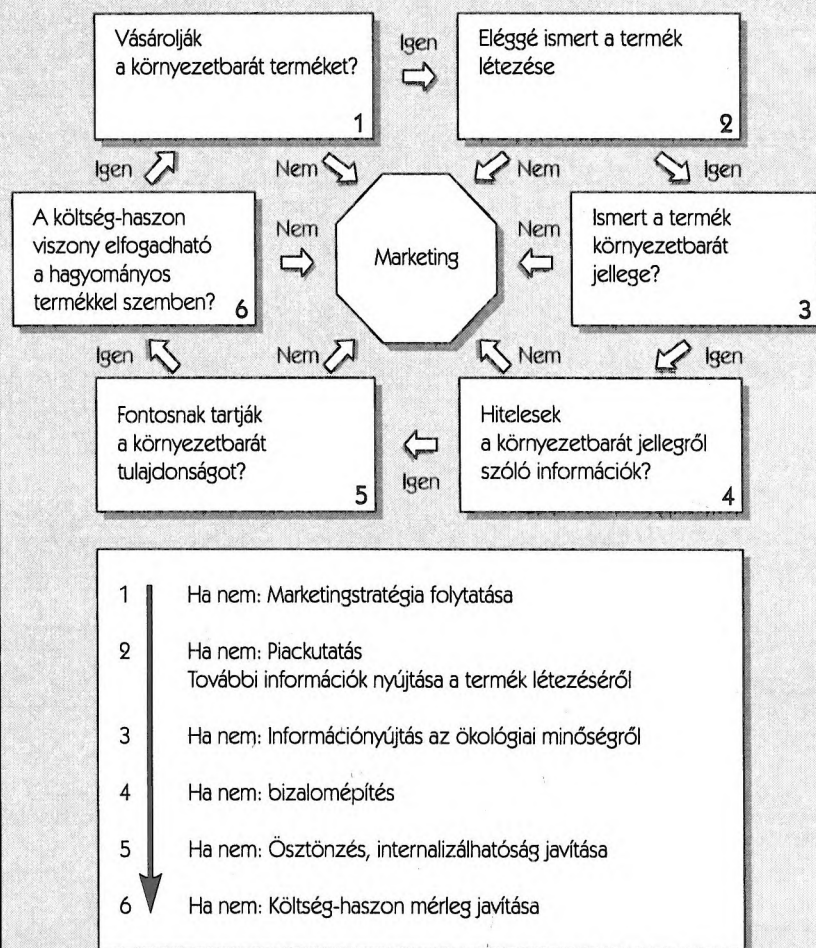 Vásárolják
a környezetbarát terméket?
1
Igen
Eléggé ismert a termék
létezése
2
Igen
Nem
Nem
Igen
A költség-haszon
viszony elfogadható
a hagyományos
termékkel szemben?
6
Nem
Marketing
Nem
Ismert a termék
környezetbarát
jellege?
3
Igen
Nem
Nem
Igen
Fontosnak tartják
a környezetbarát
tulajdonságot?
5
Igen
Hitelesek
a környezetbarát jellegről
szóló információk?
4
1 Ha nem: Marketingstratégia folytatása
2 Ha nem: Piackutatás
További információk nyújtása a termék létezéséről
3 Ha nem: Információnyújtás az ökológiai minőségről
4 Ha nem: bizalomépítés
5 Ha nem: Ösztönzés, internalizálhatóság javítása
6 Ha nem: Költség-haszon mérleg javítása